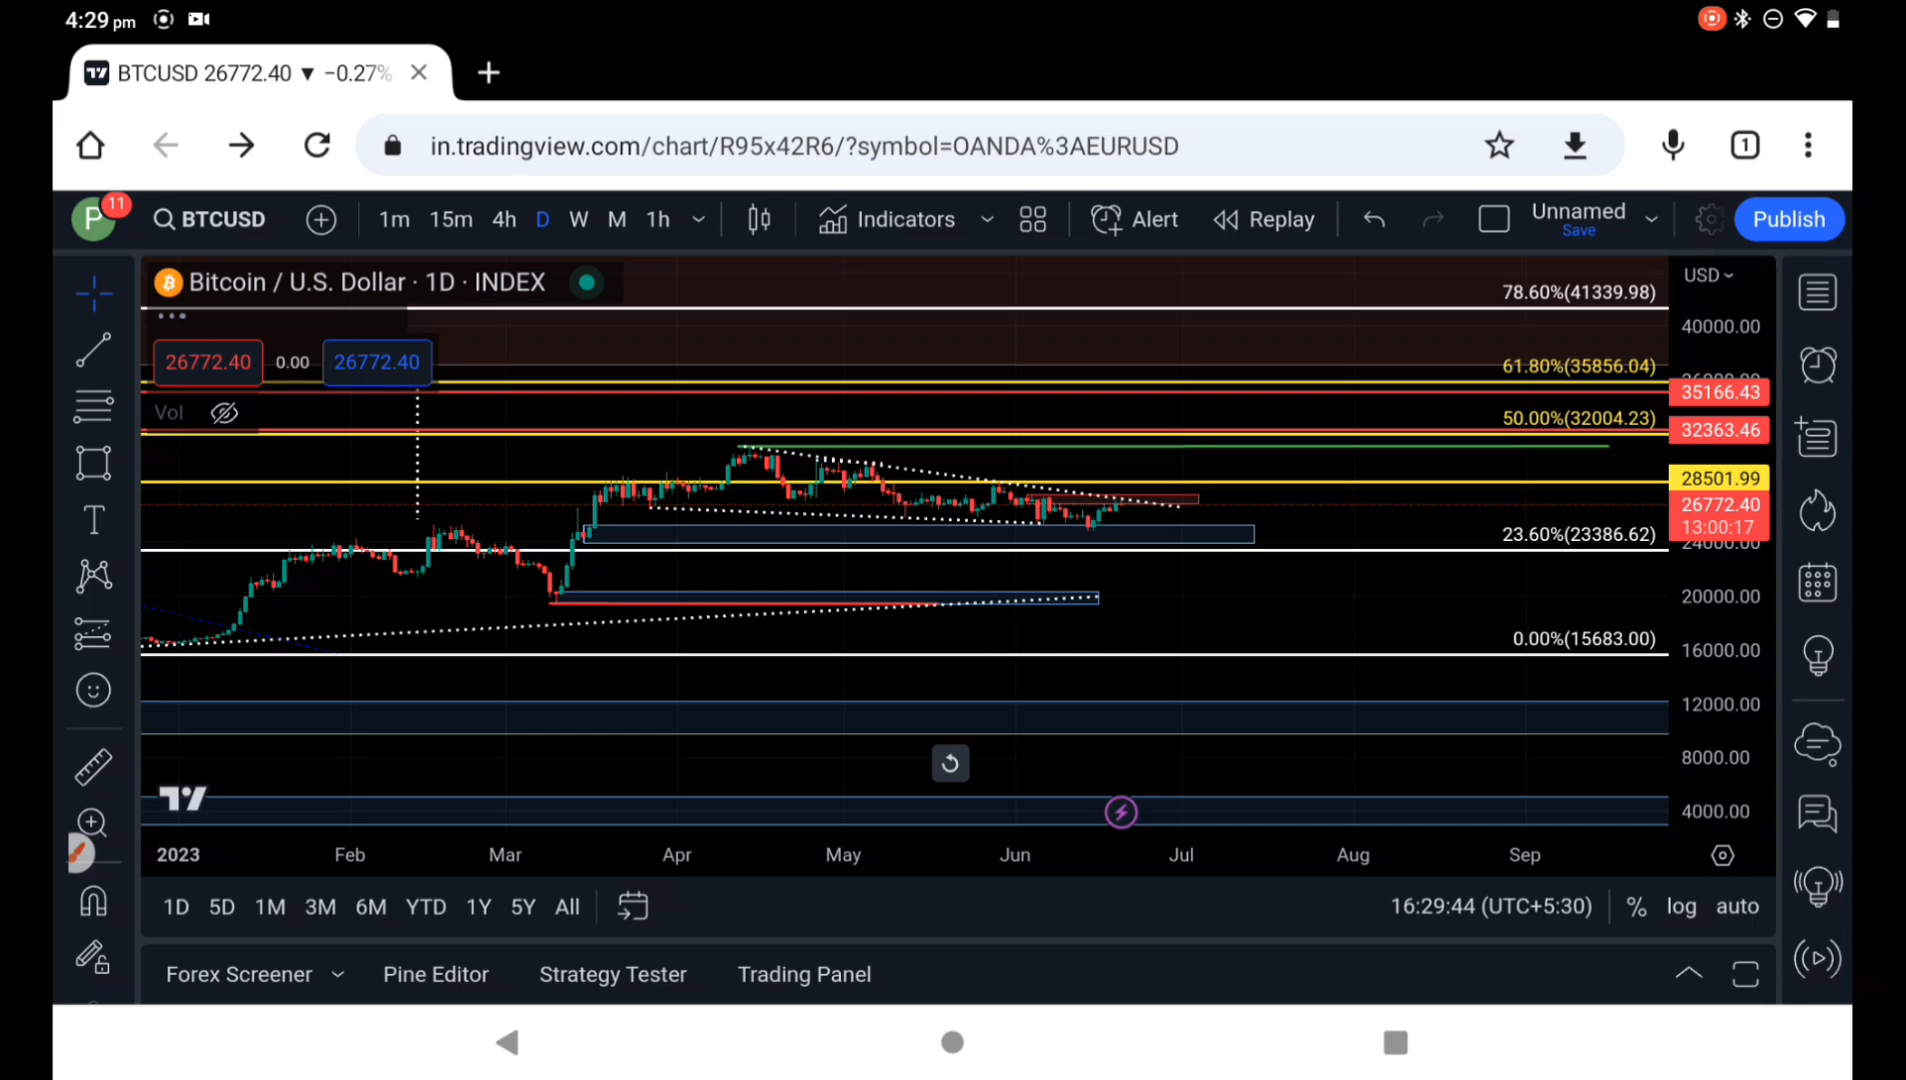 4:29 pm
BTCUSD 26772.40 ▼ −0.27%
in.tradingview.com/chart/R95x42R6/?symbol=OANDA%3AEURUSD
1
P
11
BTCUSD
1m 15m 4h D W M 1h
Indicators
Alert
Replay
Unnamed
Save
Publish
Bitcoin / U.S. Dollar · 1D · INDEX
USD
78.60%(41339.98)
40000.00
26772.40 0.00 26772.40
61.80%(35856.04)
35166.43
Vol
50.00%(32004.23)
32363.46
28501.99
26772.40
13:00:17
23.60%(23386.62)
24000.00
20000.00
0.00%(15683.00)
16000.00
12000.00
8000.00
4000.00
2023 Feb Mar Apr May Jun Jul Aug Sep
1D 5D 1M 3M 6M YTD 1Y 5Y All
16:29:44 (UTC+5:30) % log auto
Forex Screener Pine Editor Strategy Tester Trading Panel